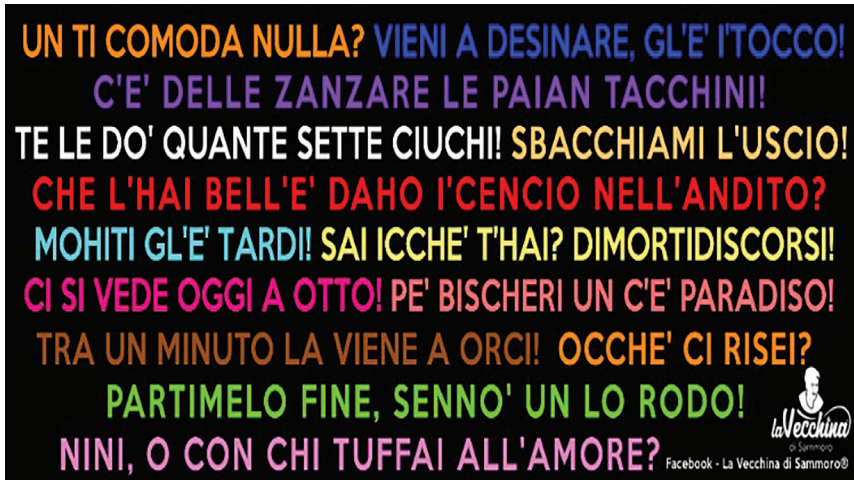 UN TI COMODA NULLA? VIENI A DESINARE, GL'E' I'TOCCO!
C'E' DELLE ZANZARE LE PAIAN TACCHINI!
TE LE DO' QUANTE SETTE CIUCHI! SBACCHIAMI L'USCIO!
CHE L'HAI BELL'E' DAHO I'CENCIO NELL'ANDITO?
MOHITI GL'E' TARDI! SAI ICCHE' T'HAI? DIMORTIDISCORSI!
CI SI VEDE OGGI A OTTO! PE' BISCHERI UN C'E' PARADISO!
TRA UN MINUTO LA VIENE A ORCI! OCCHE' CI RISEI?
PARTIMELO FINE, SENNO' UN LO RODO!
NINI, O CON CHI TUFFAI ALL'AMORE?
la Vecchina
di Sammoro
Facebook - La Vecchina di Sammoro®